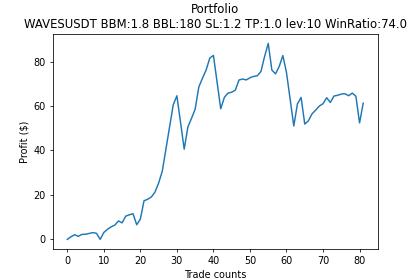 Portfolio
WAVESUSDT BBM:1.8 BBL:180 SL:1.2 TP:1.0 lev:10 WinRatio:74.0
80
60
40
20
0
Profit ($)
0 10 20 30 40 50 60 70 80
Trade counts